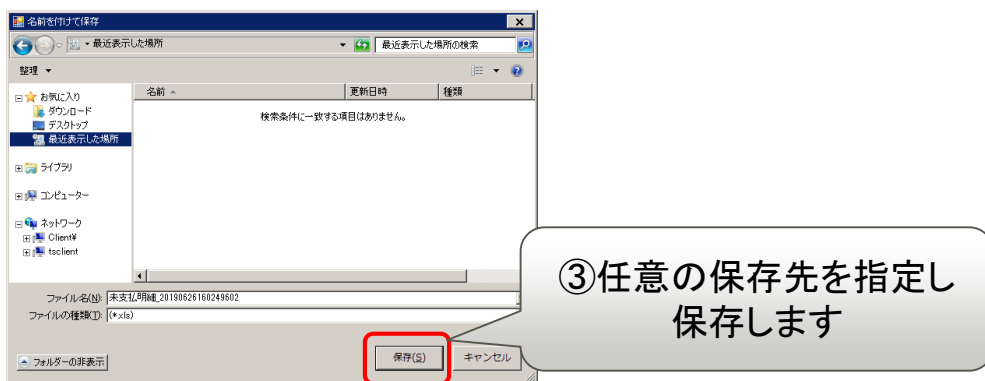 名前を付けて保存
最近表示した場所
最近表示した場所の検索
整理
名前
更新日時
種類
検索条件に一致する項目はありません。
お気に入り
ダウンロード
デスクトップ
最近表示した場所
ライブラリ
コンピューター
ネットワーク
Client¥
tsclient
ファイル名(N): 未支払明細_20190626160249602
ファイルの種類(T): (*.xls)
フォルダーの非表示
保存(S)
キャンセル
③任意の保存先を指定し
保存します